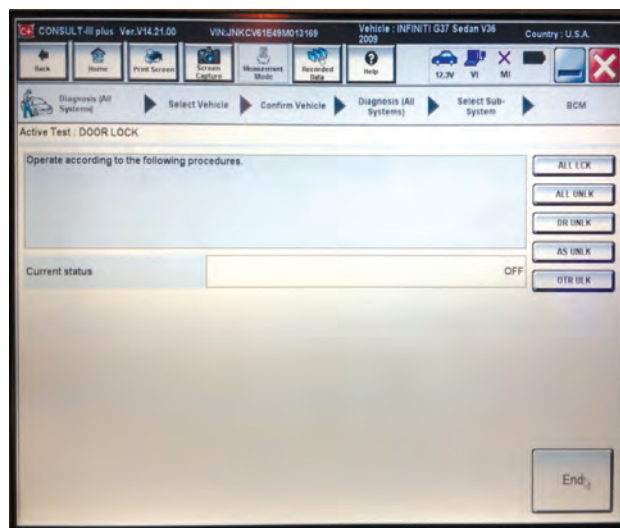 CONSULT-III plus Ver.V14.21.00 VIN:JNKCV61E49M013169 Vehicle : INFINITI G37 Sedan V36 2009 Country : U.S.A.
Back Home Print Screen Screen Capture Measurement Mode Recorded Data Help 12.7V VI MI
Diagnosis (All Systems) Select Vehicle Confirm Vehicle Diagnosis (All Systems) Select Sub-System BCM
Active Test : DOOR LOCK
Operate according to the following procedures.
ALL LCK
ALL UNLK
DR UNLK
AS UNLK
OTR ULK
Current status OFF
End